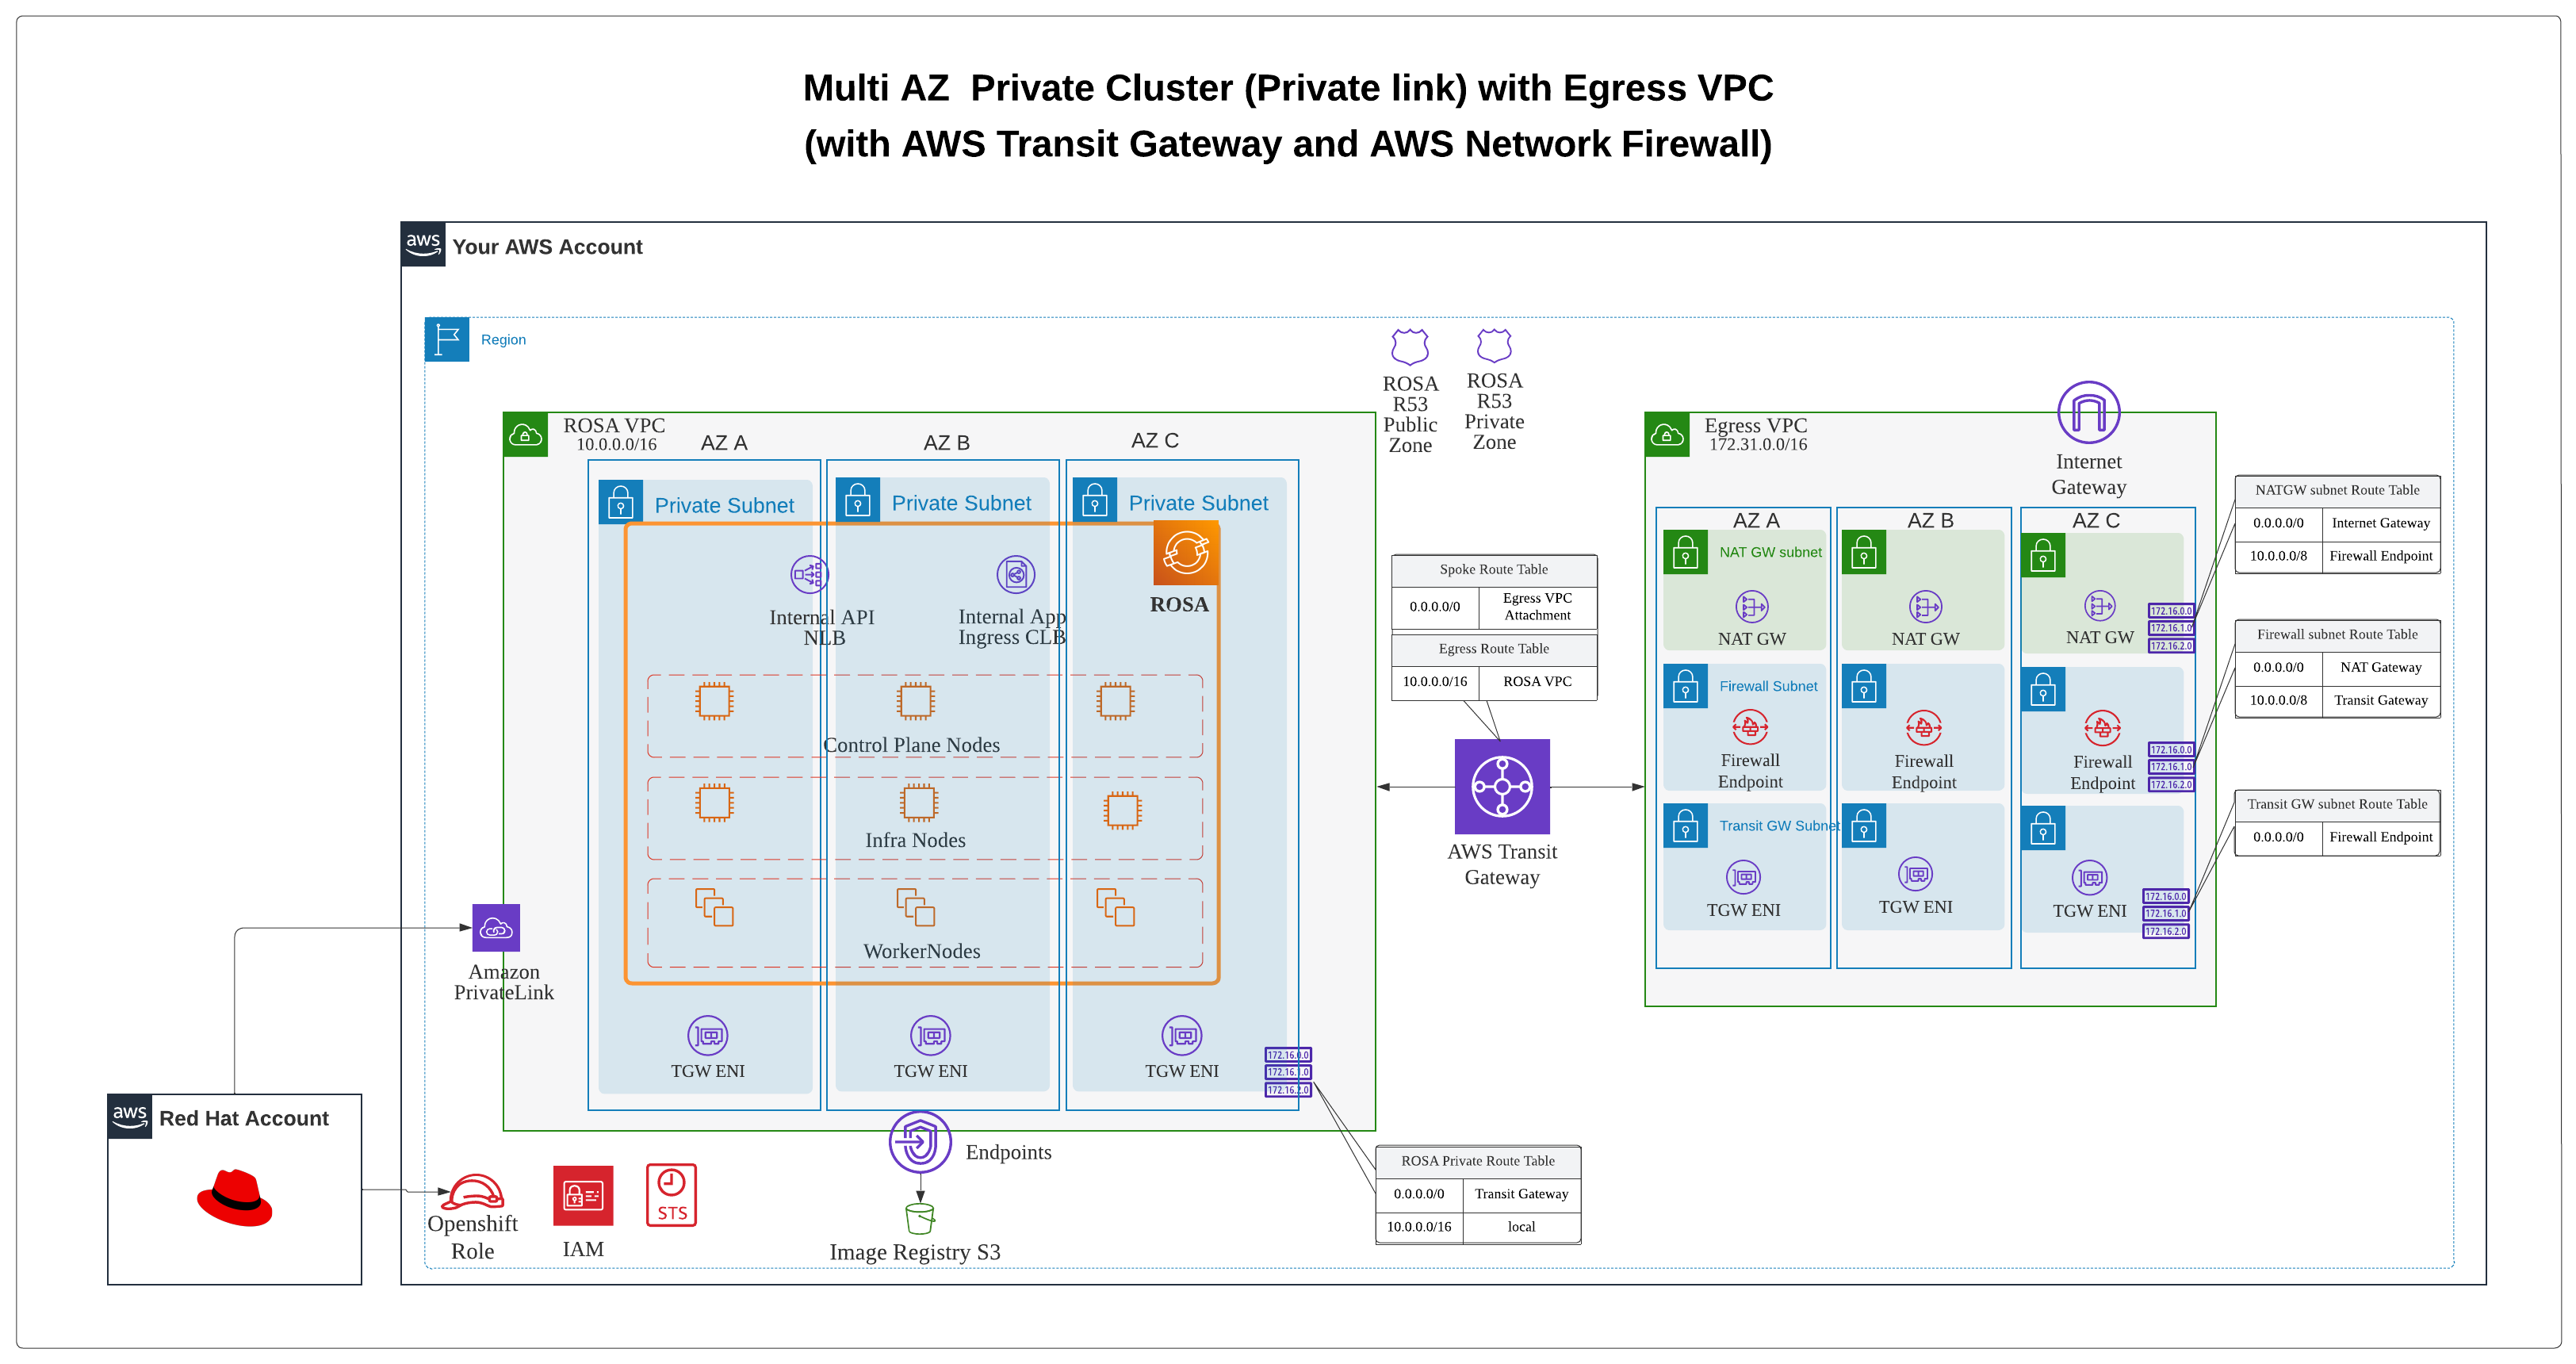 Multi AZ  Private Cluster (Private link) with Egress VPC
(with AWS Transit Gateway and AWS Network Firewall)
aws
Your AWS Account
Region
ROSA
R53
Public
Zone
ROSA
R53
Private
Zone
ROSA VPC
10.0.0.0/16
AZ A
AZ B
AZ C
Private Subnet
Private Subnet
Private Subnet
ROSA
Internal API
NLB
Internal App
Ingress CLB
Control Plane Nodes
Infra Nodes
WorkerNodes
TGW ENI
TGW ENI
TGW ENI
172.16.0.0
172.16.1.0
172.16.2.0
Amazon
PrivateLink
aws
Red Hat Account
Openshift
Role
IAM
STS
Endpoints
Image Registry S3
ROSA Private Route Table
0.0.0.0/0
Transit Gateway
10.0.0.0/16
local
Spoke Route Table
0.0.0.0/0
Egress VPC
Attachment
Egress Route Table
10.0.0.0/16
ROSA VPC
AWS Transit
Gateway
Egress VPC
172.31.0.0/16
Internet
Gateway
AZ A
AZ B
AZ C
NAT GW subnet
NAT GW
NAT GW
NAT GW
172.16.0.0
172.16.1.0
172.16.2.0
Firewall Subnet
Firewall
Endpoint
Firewall
Endpoint
Firewall
Endpoint
172.16.0.0
172.16.1.0
172.16.2.0
Transit GW Subnet
TGW ENI
TGW ENI
TGW ENI
172.16.0.0
172.16.1.0
172.16.2.0
NATGW subnet Route Table
0.0.0.0/0
Internet Gateway
10.0.0.0/8
Firewall Endpoint
Firewall subnet Route Table
0.0.0.0/0
NAT Gateway
10.0.0.0/8
Transit Gateway
Transit GW subnet Route Table
0.0.0.0/0
Firewall Endpoint